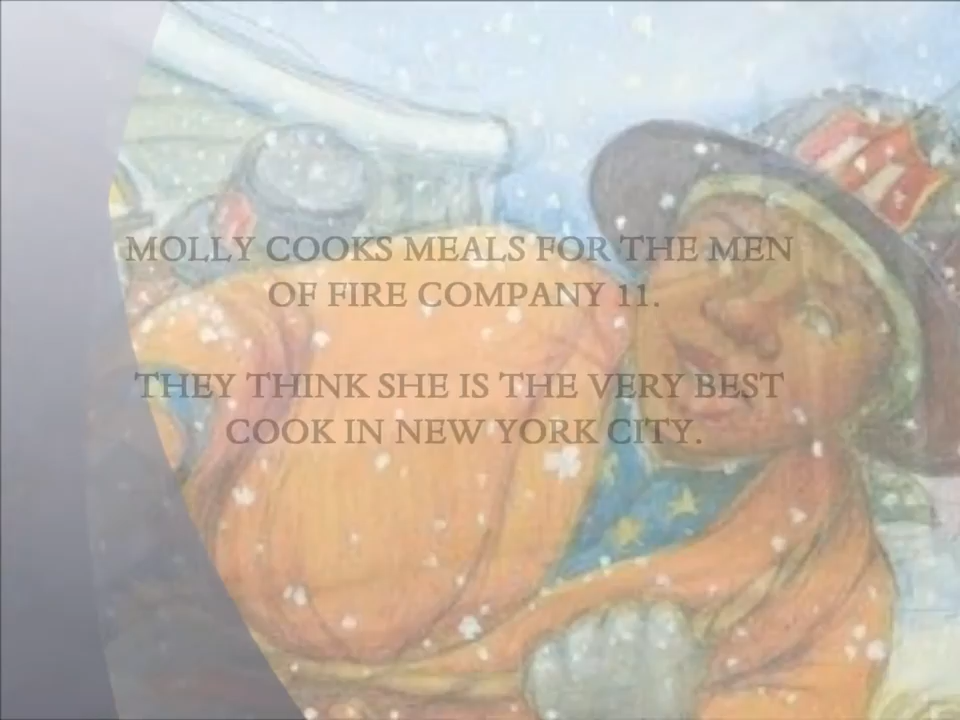 MOLLY COOKS MEALS FOR THE MEN
OF FIRE COMPANY 11.
THEY THINK SHE IS THE VERY BEST
COOK IN NEW YORK CITY.